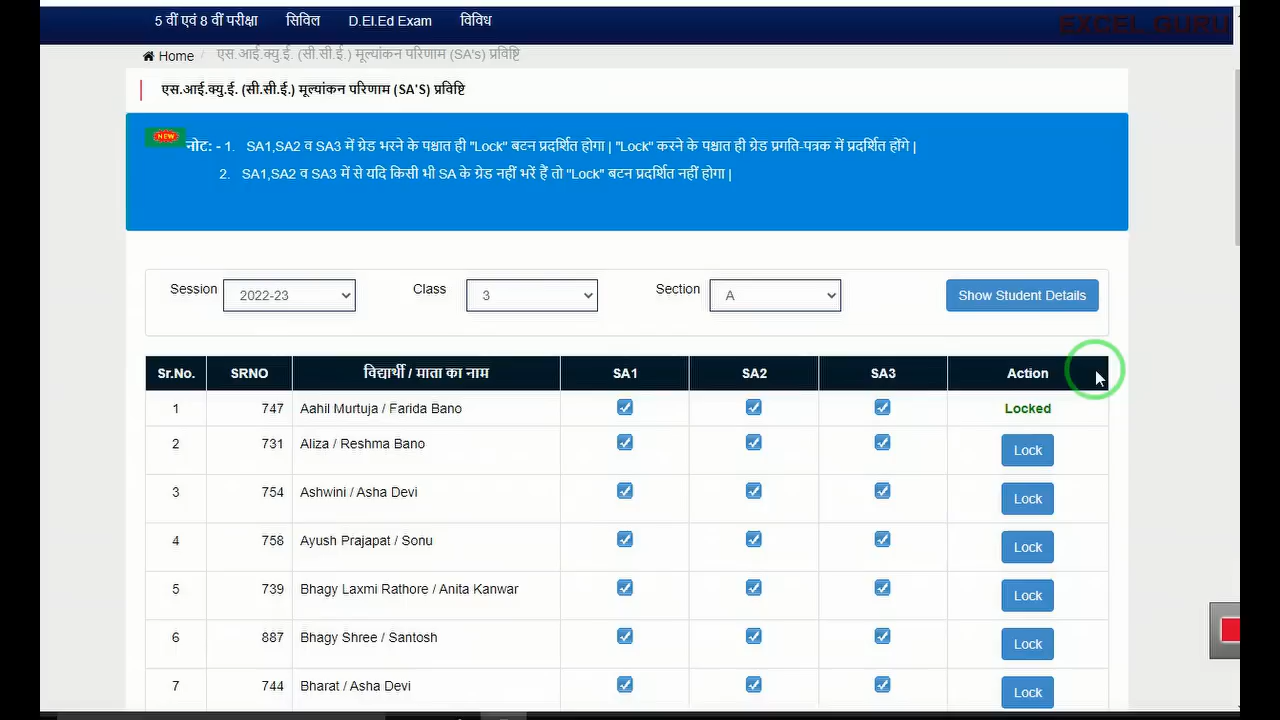 5 वीं एवं 8 वीं परीक्षा सिविल D.El.Ed Exam विविध
EXCEL GURU
Home / एस.आई.क्यु.ई. (सी.सी.ई.) मूल्यांकन परिणाम (SA's) प्रविष्टि
एस.आई.क्यु.ई. (सी.सी.ई.) मूल्यांकन परिणाम (SA'S) प्रविष्टि
NEW
नोट: - 1. SA1,SA2 व SA3 में ग्रेड भरने के पश्चात ही "Lock" बटन प्रदर्शित होगा | "Lock" करने के पश्चात ही ग्रेड प्रगति-पत्रक में प्रदर्शित होंगे |
2. SA1,SA2 व SA3 में से यदि किसी भी SA के ग्रेड नहीं भरें हैं तो "Lock" बटन प्रदर्शित नहीं होगा |
Session 2022-23 Class 3 Section A Show Student Details
Sr.No. SRNO विद्यार्थी / माता का नाम SA1 SA2 SA3 Action
1 747 Aahil Murtuja / Farida Bano Locked
2 731 Aliza / Reshma Bano Lock
3 754 Ashwini / Asha Devi Lock
4 758 Ayush Prajapat / Sonu Lock
5 739 Bhagy Laxmi Rathore / Anita Kanwar Lock
6 887 Bhagy Shree / Santosh Lock
7 744 Bharat / Asha Devi Lock